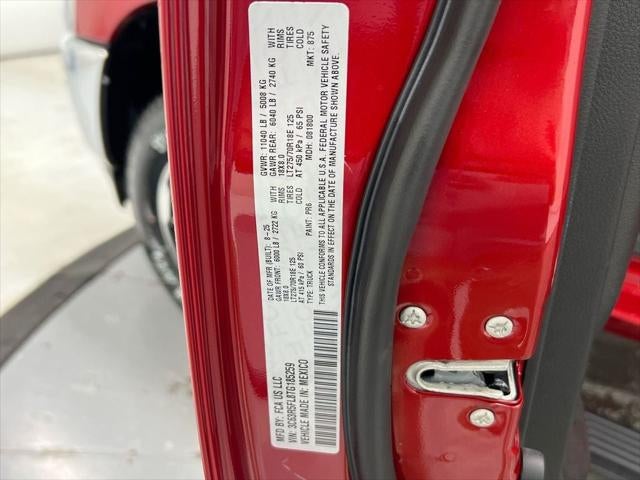 MFD BY: FCA US LLC
DATE OF MFR (BUILT): 8-25
GVWR: 11040 LB / 5008 KG
GAWR FRONT: 6000 LB / 2722 KG
WITH
GAWR REAR: 6040 LB / 2740 KG
WITH
18X8.0
RIMS
18X8.0
RIMS
LT275/70R18E 125
TIRES
LT275/70R18E 125
TIRES
AT 415 kPa / 60 PSI
COLD
AT 450 kPa / 65 PSI
COLD
TYPE: TRUCK
PAINT: PR6
MDH: 081800
MKT: 875
THIS VEHICLE CONFORMS TO ALL APPLICABLE U.S.A. FEDERAL MOTOR VEHICLE SAFETY
STANDARDS IN EFFECT ON THE DATE OF MANUFACTURE SHOWN ABOVE.
VIN: 3C63R5FL8TG185259
VEHICLE MADE IN: MEXICO